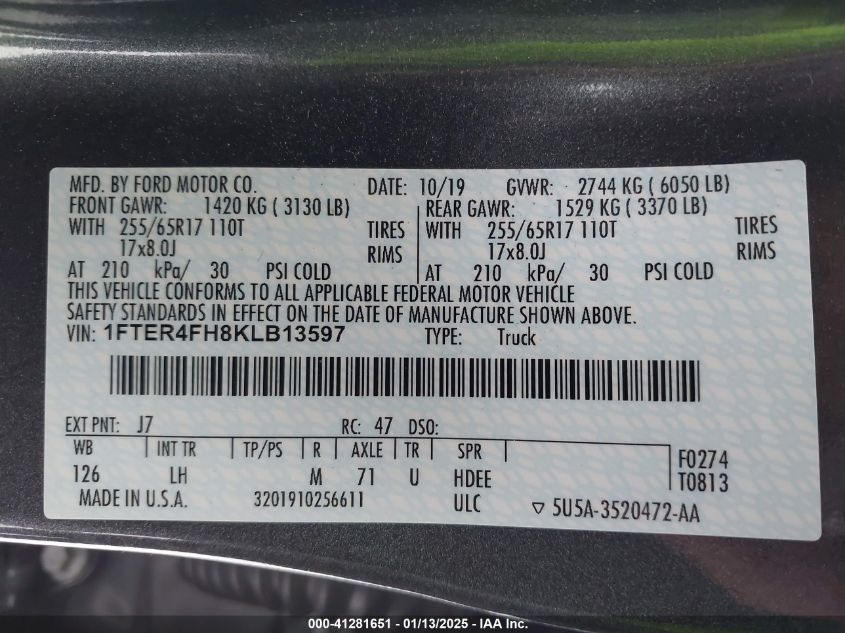 MFD. BY FORD MOTOR CO. DATE: 10/19 GVWR: 2744 KG ( 6050 LB)
FRONT GAWR: 1420 KG ( 3130 LB) REAR GAWR: 1529 KG ( 3370 LB)
WITH 255/65R17 110T TIRES WITH 255/65R17 110T TIRES
17x8.0J RIMS 17x8.0J RIMS
AT 210 kPa/ 30 PSI COLD AT 210 kPa/ 30 PSI COLD
THIS VEHICLE CONFORMS TO ALL APPLICABLE FEDERAL MOTOR VEHICLE
SAFETY STANDARDS IN EFFECT ON THE DATE OF MANUFACTURE SHOWN ABOVE.
VIN: 1FTER4FH8KLB13597 TYPE: Truck
EXT PNT: J7 RC: 47 DSO:
WB INT TR TP/PS R AXLE TR SPR F0274
126 LH M 71 U HDEE T0813
MADE IN U.S.A. 3201910256611 ULC ▽ 5U5A-3520472-AA
000-41281651 - 01/13/2025 - IAA Inc.